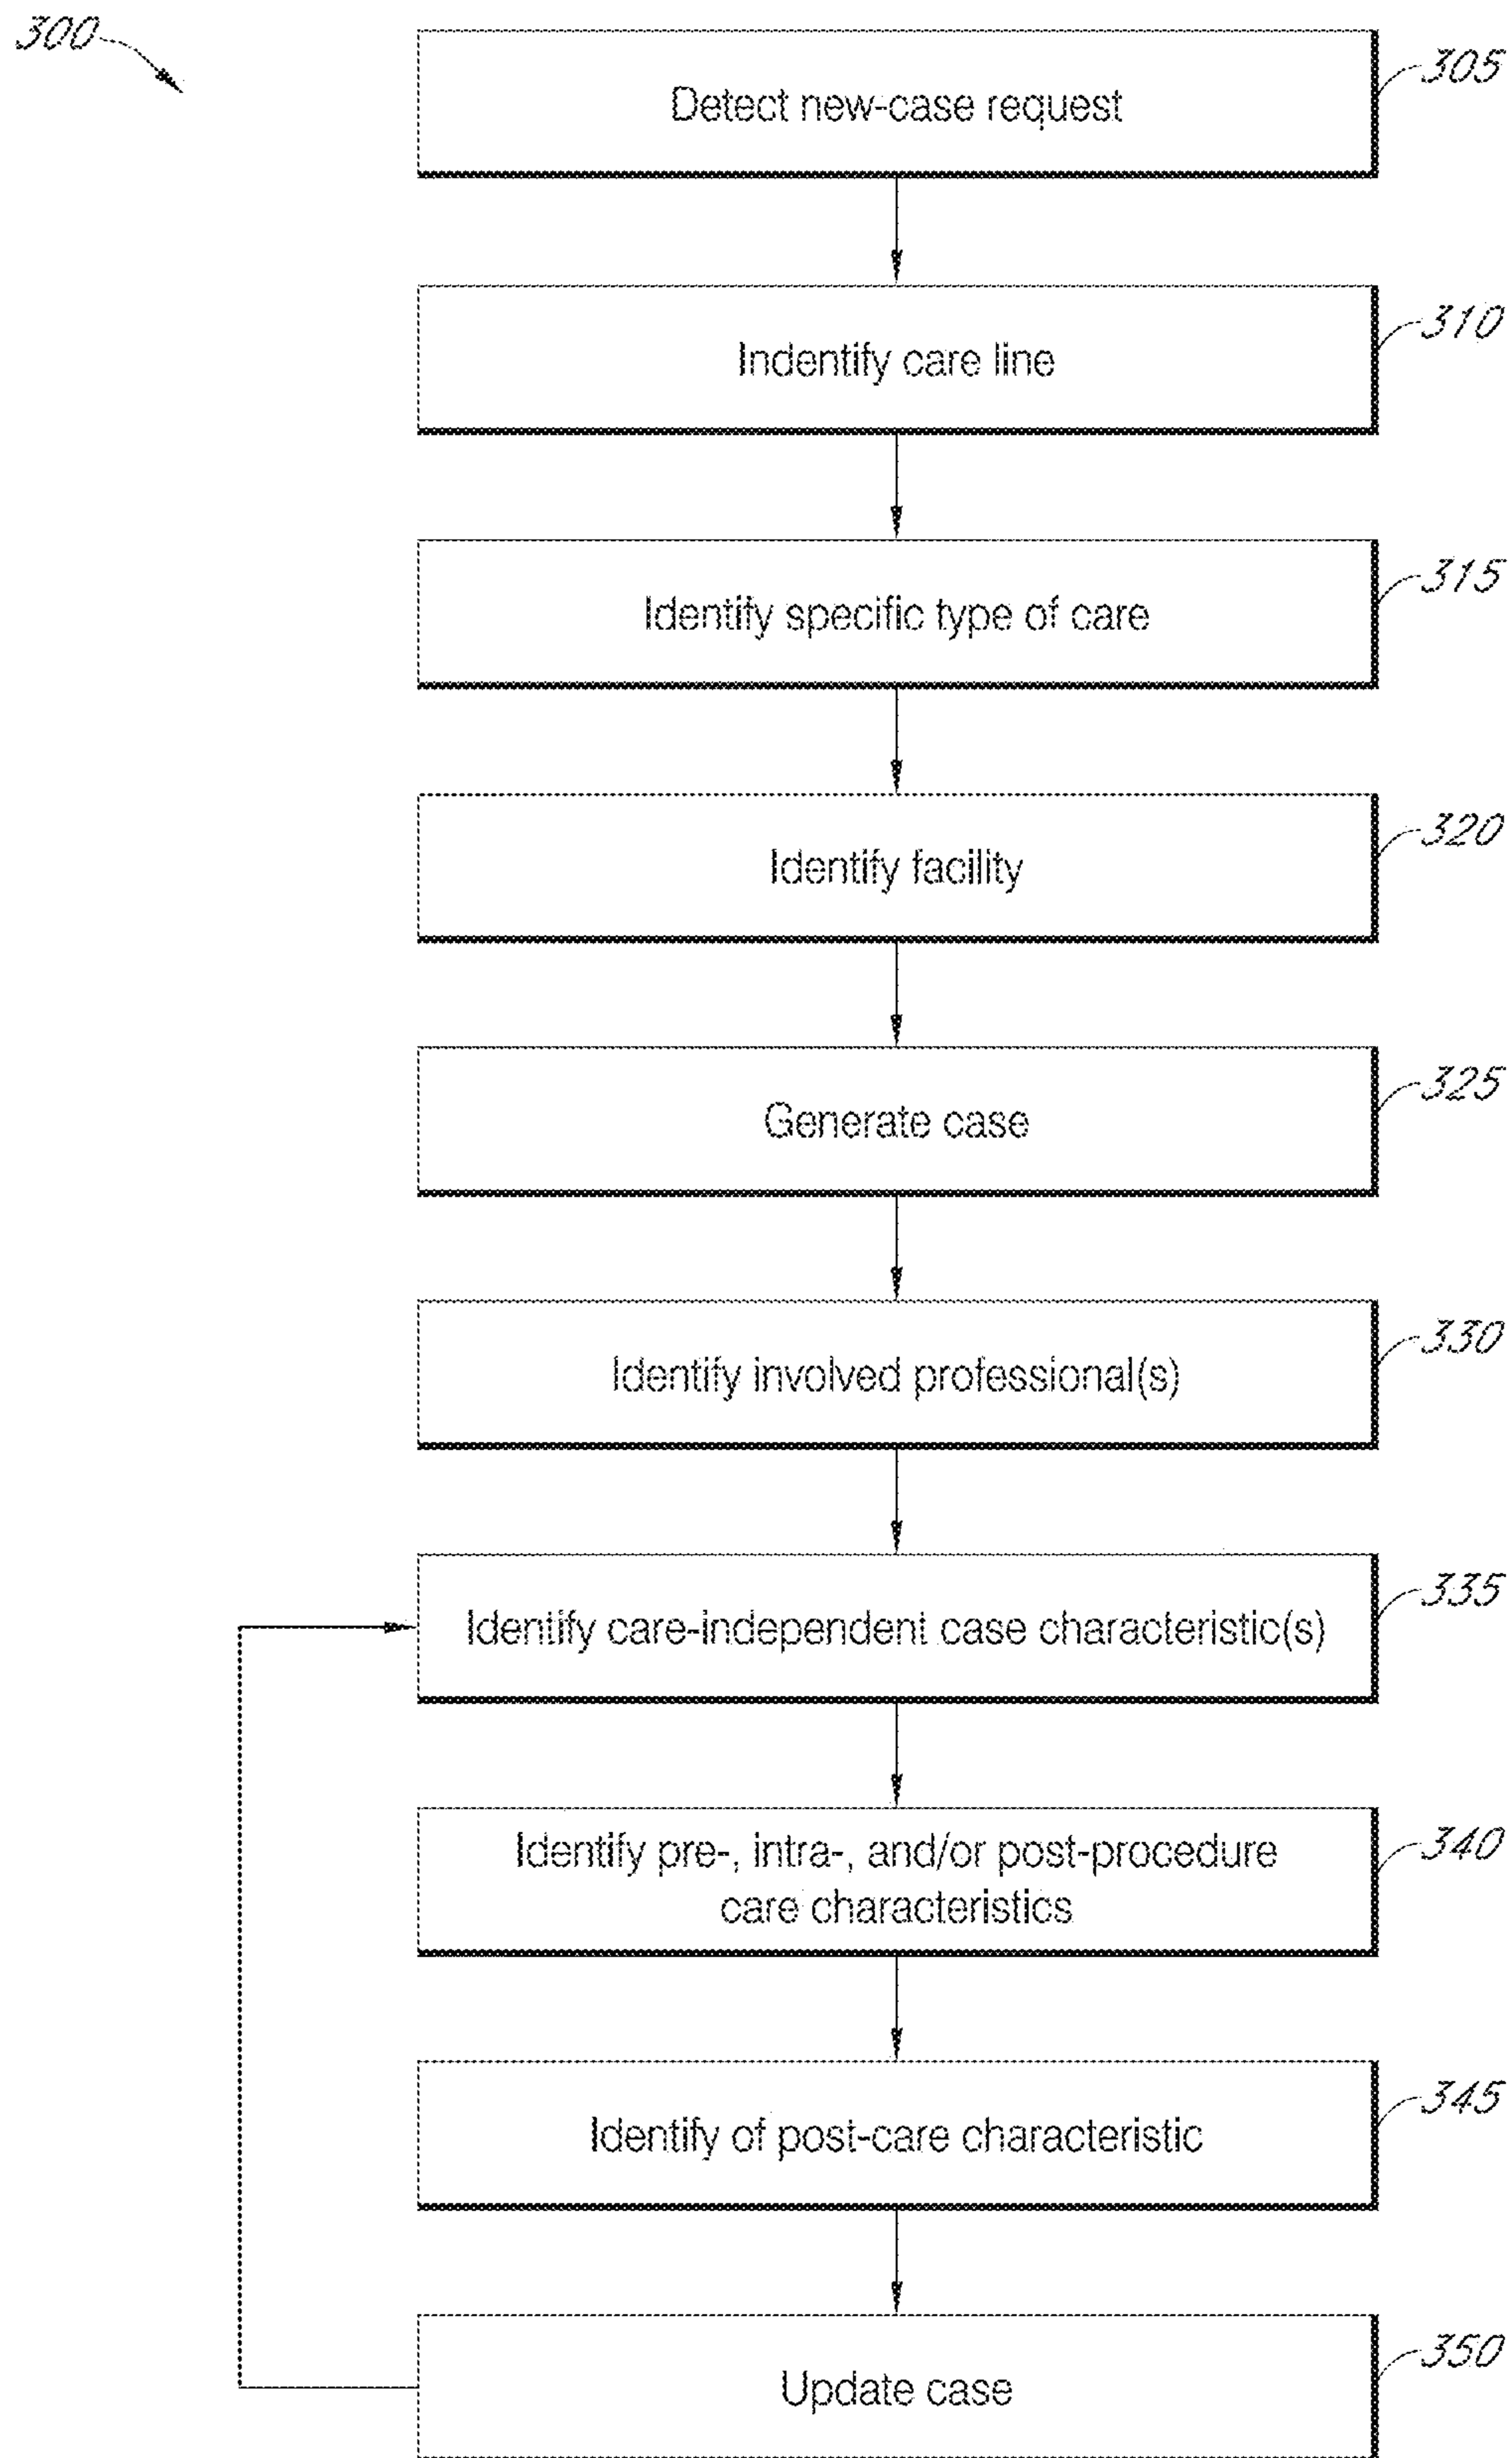 300
Detect new-case request
305
Indentify care line
310
Identify specific type of care
315
Identify facility
320
Generate case
325
Identify involved professional(s)
330
Identify care-independent case characteristic(s)
335
Identify pre-, intra-, and/or post-procedure
care characteristics
340
Identify of post-care characteristic
345
Update case
350